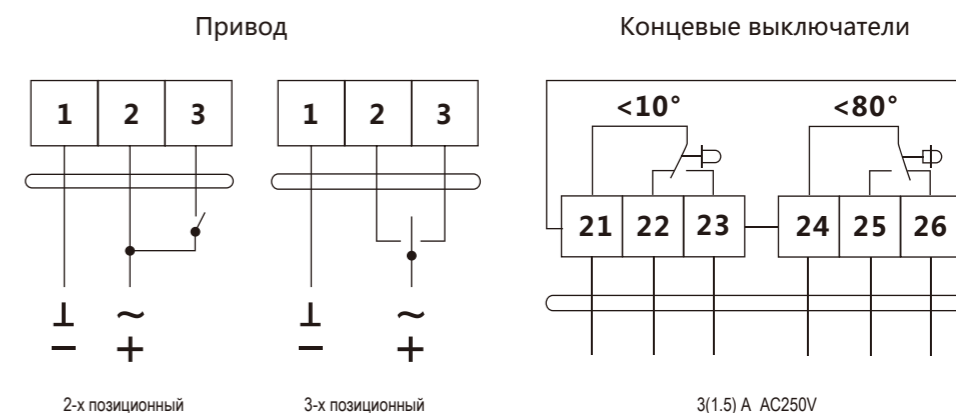 Привод
Концевые выключатели
1 2 3
1 2 3
<10°
<80°
21 22 23
24 25 26
⊥ ~
− +
⊥ ~
− +
2-х позиционный
3-х позиционный
3(1.5) A AC250V